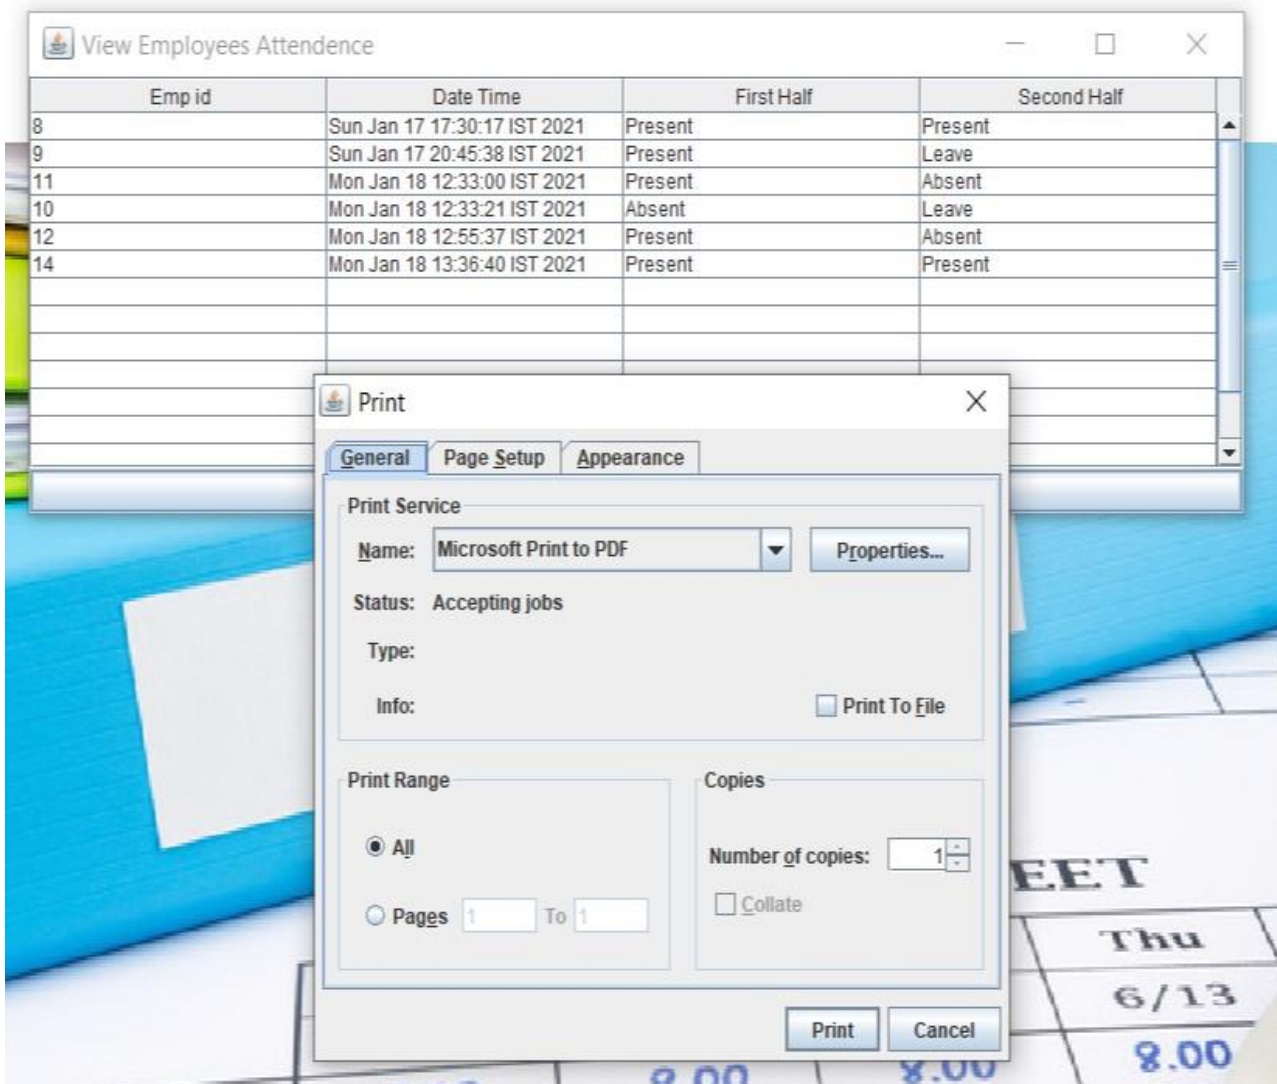 View Employees Attendence
Emp id Date Time First Half Second Half
8 Sun Jan 17 17:30:17 IST 2021 Present Present
9 Sun Jan 17 20:45:38 IST 2021 Present Leave
11 Mon Jan 18 12:33:00 IST 2021 Present Absent
10 Mon Jan 18 12:33:21 IST 2021 Absent Leave
12 Mon Jan 18 12:55:37 IST 2021 Present Absent
14 Mon Jan 18 13:36:40 IST 2021 Present Present
Print
General Page Setup Appearance
Print Service
Name: Microsoft Print to PDF Properties...
Status: Accepting jobs
Type:
Info: Print To File
Print Range Copies
All
Number of copies: 1
Collate
Pages 1 To 1
Print Cancel
EET
Thu
6/13
8.00
8.00